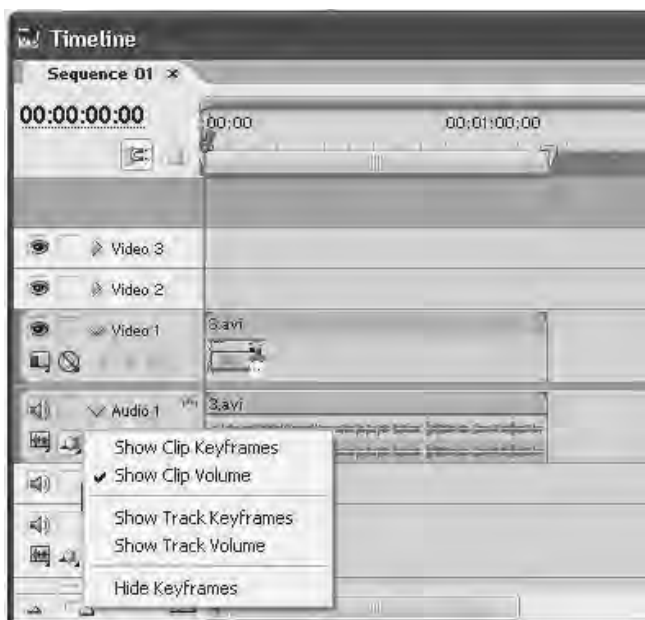 Timeline
Sequence 01 ×
00:00:00:00
00;00
00;01;00;00
Video 3
Video 2
Video 1
3.avi
Audio 1
3.avi
Show Clip Keyframes
Show Clip Volume
Show Track Keyframes
Show Track Volume
Hide Keyframes